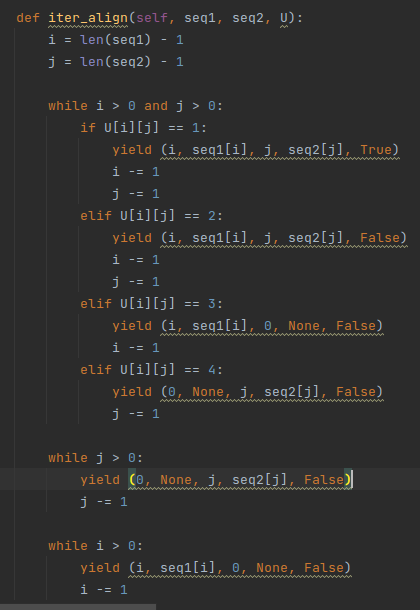 def iter_align(self, seq1, seq2, U):
    i = len(seq1) - 1
    j = len(seq2) - 1

    while i > 0 and j > 0:
        if U[i][j] == 1:
            yield (i, seq1[i], j, seq2[j], True)
            i -= 1
            j -= 1
        elif U[i][j] == 2:
            yield (i, seq1[i], j, seq2[j], False)
            i -= 1
            j -= 1
        elif U[i][j] == 3:
            yield (i, seq1[i], 0, None, False)
            i -= 1
        elif U[i][j] == 4:
            yield (0, None, j, seq2[j], False)
            j -= 1

    while j > 0:
        yield (0, None, j, seq2[j], False)
        j -= 1

    while i > 0:
        yield (i, seq1[i], 0, None, False)
        i -= 1